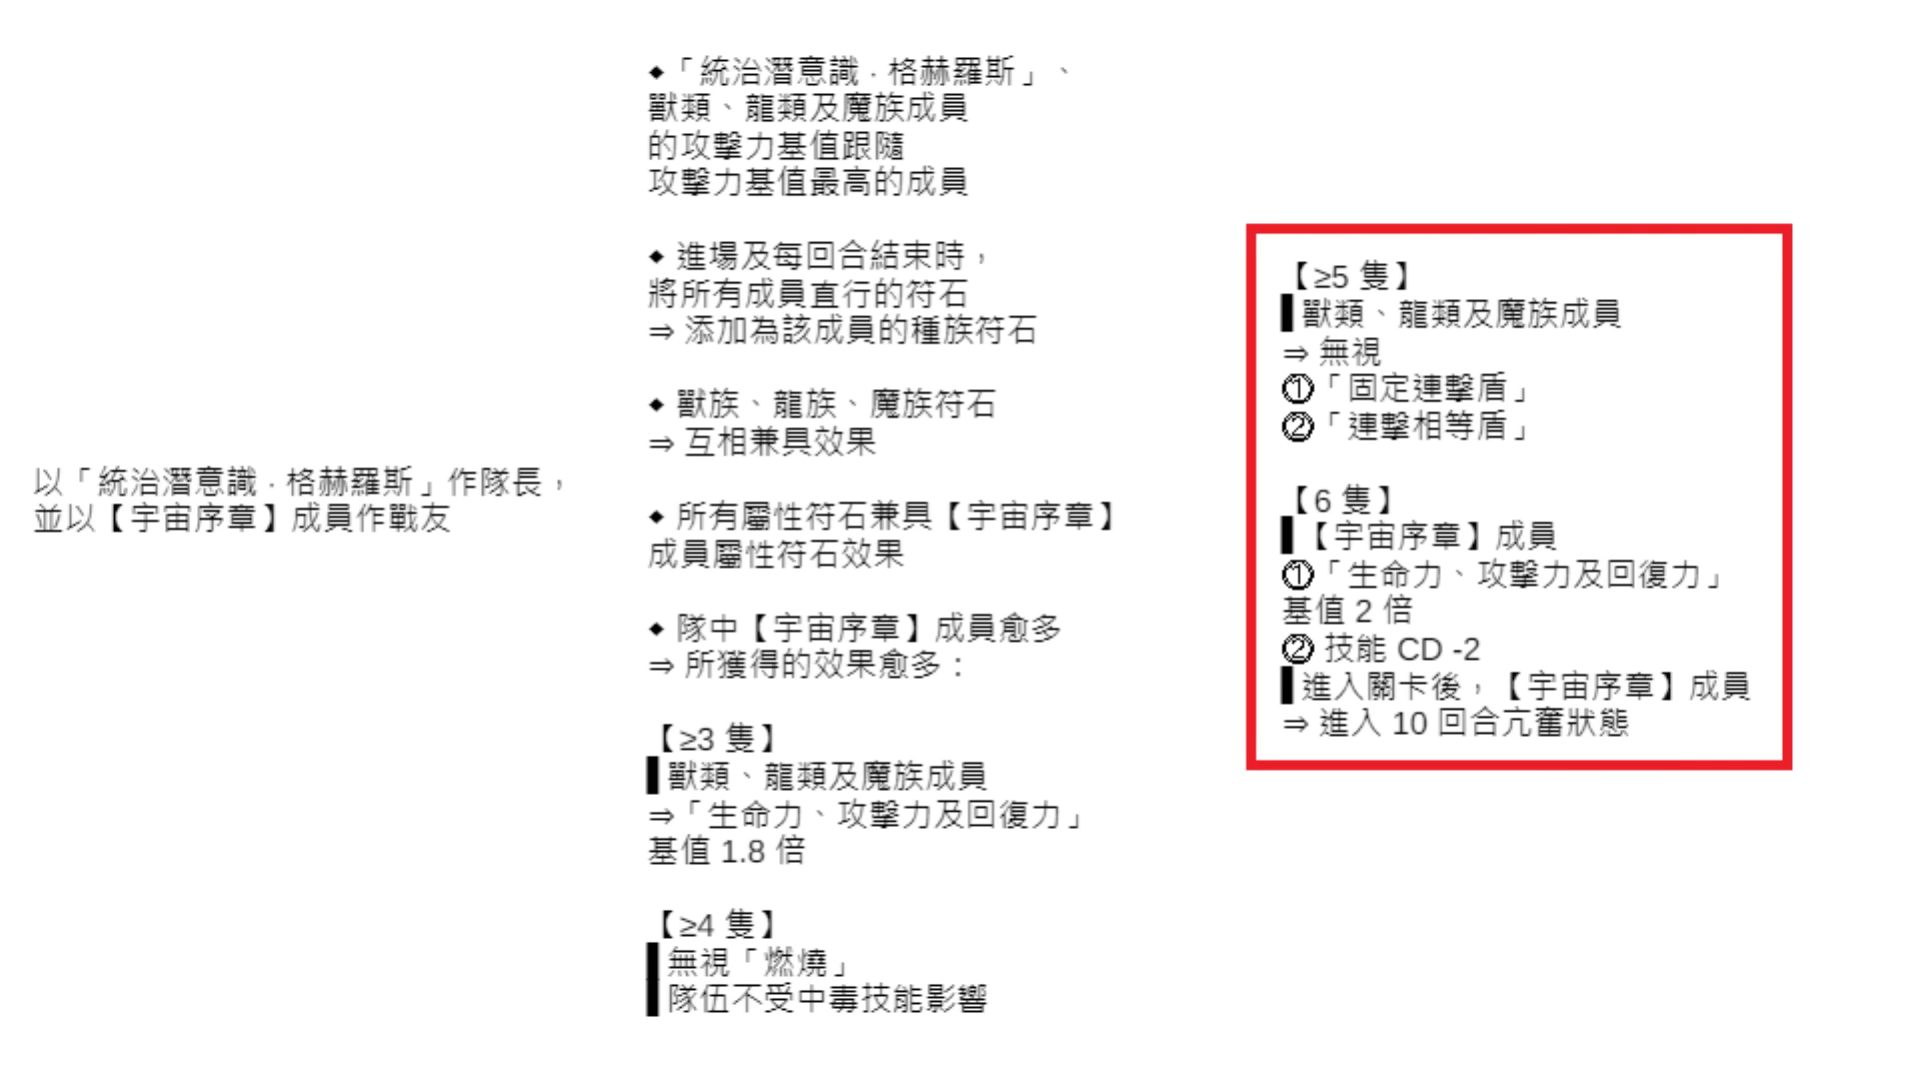 以「統治潛意識 ‧ 格赫羅斯」作隊長，
並以【宇宙序章】成員作戰友
◆「統治潛意識 ‧ 格赫羅斯」、
獸類、龍類及魔族成員
的攻擊力基值跟隨
攻擊力基值最高的成員
◆ 進場及每回合結束時，
將所有成員直行的符石
⇒ 添加為該成員的種族符石
◆ 獸族、龍族、魔族符石
⇒ 互相兼具效果
◆ 所有屬性符石兼具【宇宙序章】
成員屬性符石效果
◆ 隊中【宇宙序章】成員愈多
⇒ 所獲得的效果愈多：
【≥3 隻】
▌獸類、龍類及魔族成員
⇒「生命力、攻擊力及回復力」
基值 1.8 倍
【≥4 隻】
▌無視「燃燒」
▌隊伍不受中毒技能影響
【≥5 隻】
▌獸類、龍類及魔族成員
⇒ 無視
①「固定連擊盾」
②「連擊相等盾」
【6 隻】
▌【宇宙序章】成員
①「生命力、攻擊力及回復力」
基值 2 倍
② 技能 CD -2
▌進入關卡後，【宇宙序章】成員
⇒ 進入 10 回合亢奮狀態